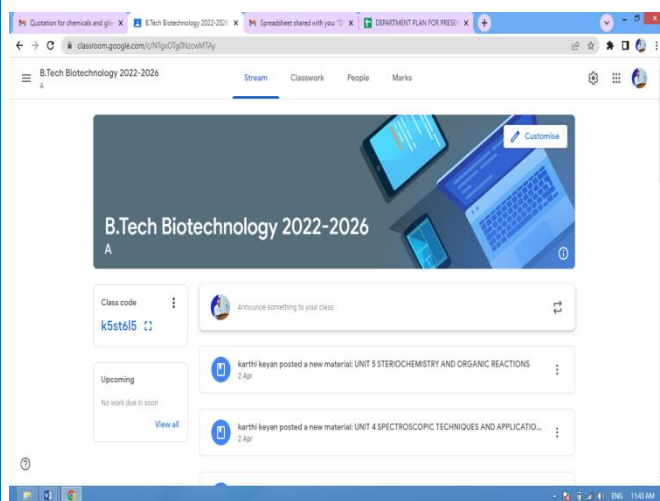 Quotation for chemicals and gla
B.Tech Biotechnology 2022-2026
Spreadsheet shared with you: "D
DEPARTMENT PLAN FOR PRESEN
classroom.google.com/c/NTgxOTg0NzcwMTAy
B.Tech Biotechnology 2022-2026
A
Stream
Classwork
People
Marks
Customise
B.Tech Biotechnology 2022-2026
A
Class code
k5st6l5
Announce something to your class
Upcoming
No work due in soon
View all
karthi keyan posted a new material: UNIT 5 STERIOCHEMISTRY AND ORGANIC REACTIONS
2 Apr
karthi keyan posted a new material: UNIT 4 SPECTROSCOPIC TECHNIQUES AND APPLICATIO...
2 Apr
ENG 11:43 AM